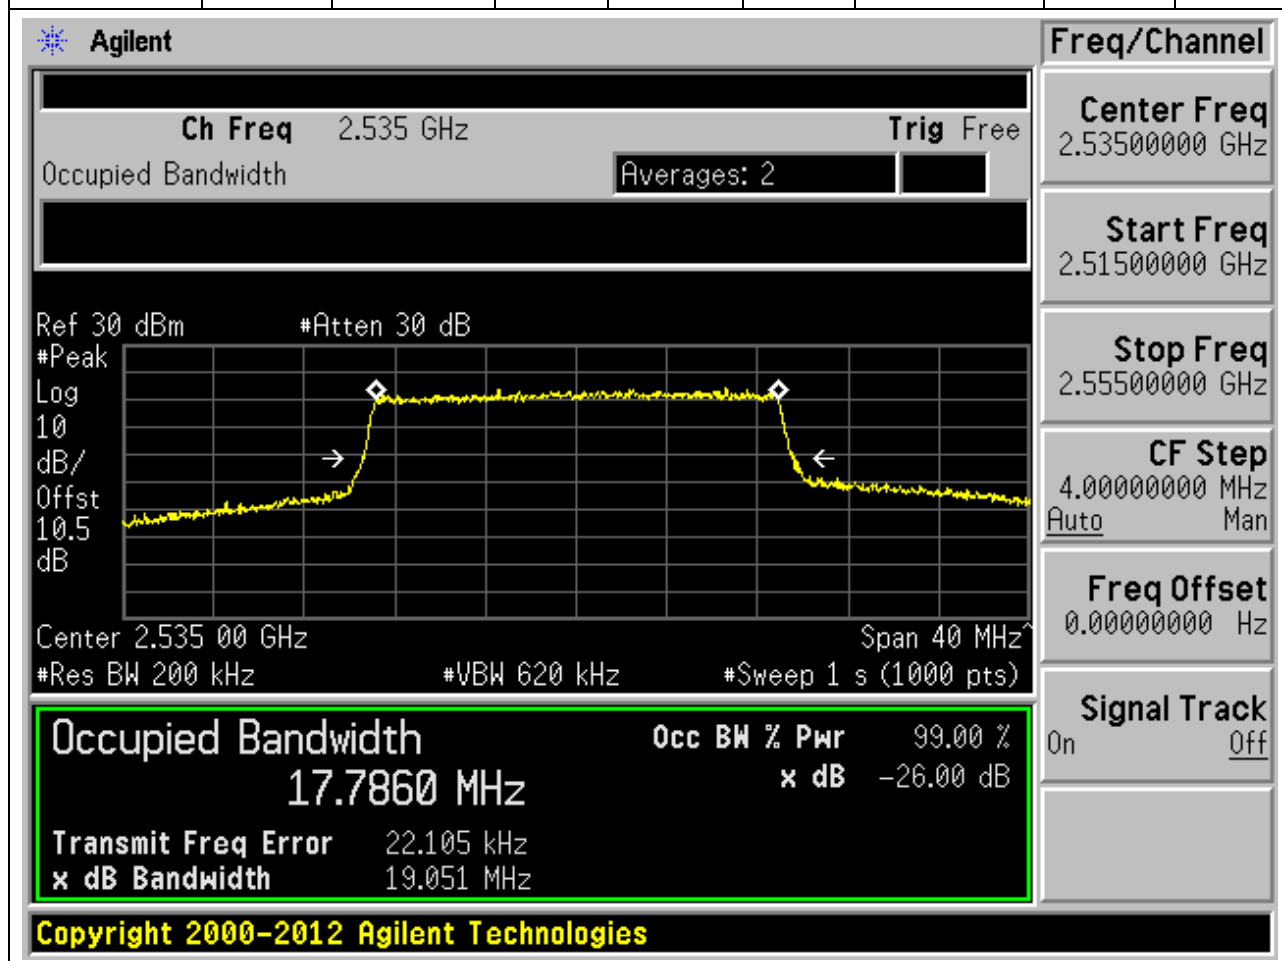 Agilent
Freq/Channel
Ch Freq 2.535 GHz Trig Free
Occupied Bandwidth Averages: 2
Center Freq
2.53500000 GHz
Start Freq
2.51500000 GHz
Stop Freq
2.55500000 GHz
CF Step
4.00000000 MHz
Auto Man
Freq Offset
0.00000000 Hz
Signal Track
On Off
Ref 30 dBm #Atten 30 dB
#Peak
Log
10
dB/
Offst
10.5
dB
Center 2.535 00 GHz Span 40 MHz^
#Res BW 200 kHz #VBW 620 kHz #Sweep 1 s (1000 pts)
Occupied Bandwidth Occ BW % Pwr 99.00 %
17.7860 MHz x dB -26.00 dB
Transmit Freq Error 22.105 kHz
x dB Bandwidth 19.051 MHz
Copyright 2000-2012 Agilent Technologies